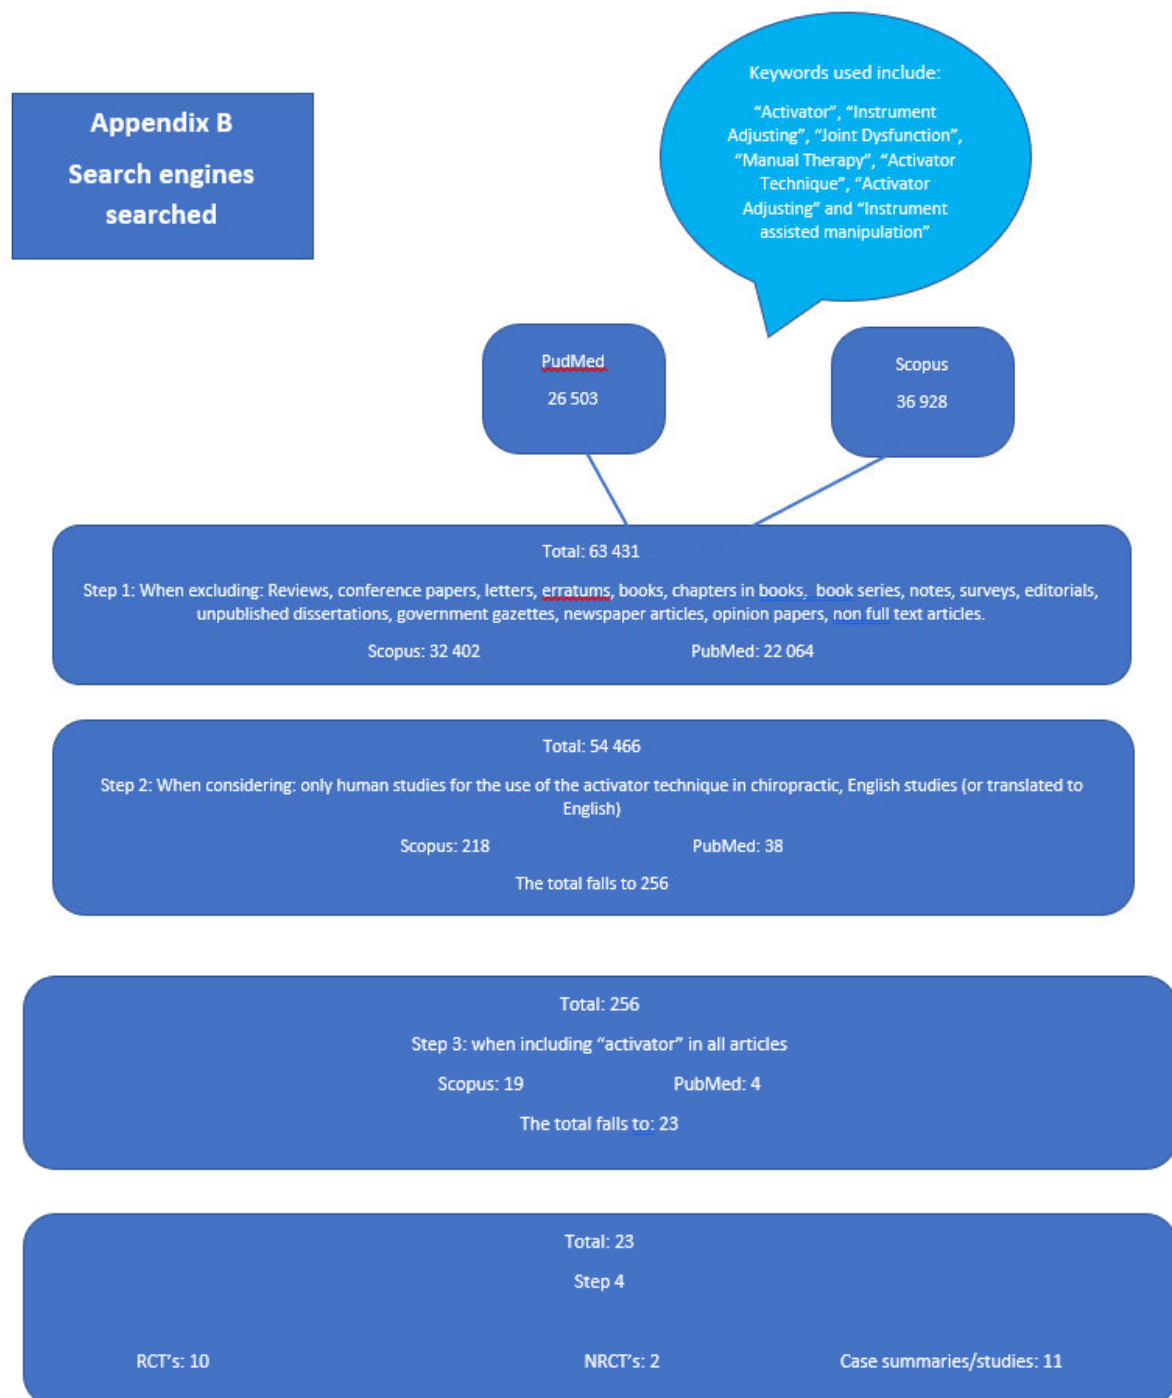 Appendix B
Search engines
searched
Keywords used include:
“Activator”, “Instrument
Adjusting”, “Joint Dysfunction”,
“Manual Therapy”, “Activator
Technique”, “Activator
Adjusting” and “Instrument
assisted manipulation”
PudMed
26 503
Scopus
36 928
Total: 63 431
Step 1: When excluding: Reviews, conference papers, letters, erratums, books, chapters in books, book series, notes, surveys, editorials,
unpublished dissertations, government gazettes, newspaper articles, opinion papers, non full text articles.
Scopus: 32 402 PubMed: 22 064
Total: 54 466
Step 2: When considering: only human studies for the use of the activator technique in chiropractic, English studies (or translated to
English)
Scopus: 218 PubMed: 38
The total falls to 256
Total: 256
Step 3: when including “activator” in all articles
Scopus: 19 PubMed: 4
The total falls to: 23
Total: 23
Step 4
RCT’s: 10 NRCT’s: 2 Case summaries/studies: 11